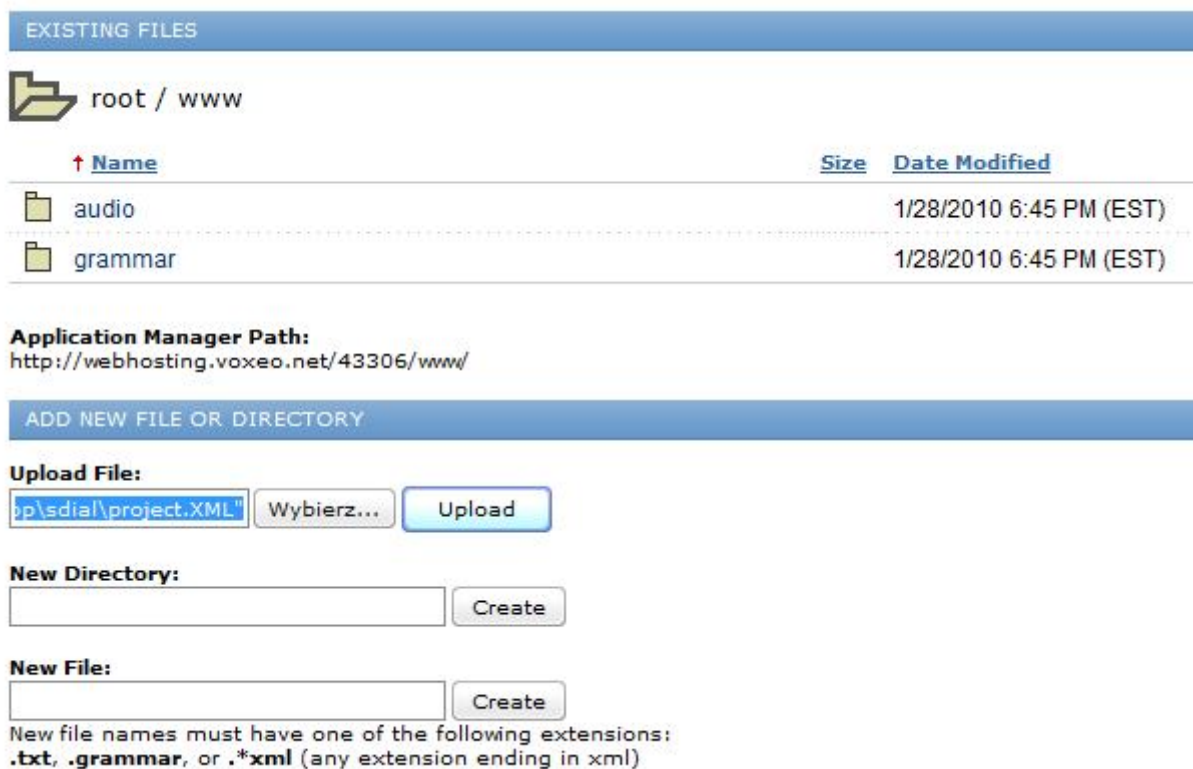 EXISTING FILES
root / www
↑ Name Size Date Modified
audio 1/28/2010 6:45 PM (EST)
grammar 1/28/2010 6:45 PM (EST)
Application Manager Path:
http://webhosting.voxeo.net/43306/www/
ADD NEW FILE OR DIRECTORY
Upload File:
op\sdial\project.XML" Wybierz... Upload
New Directory:
Create
New File:
Create
New file names must have one of the following extensions:
.txt, .grammar, or .*xml (any extension ending in xml)